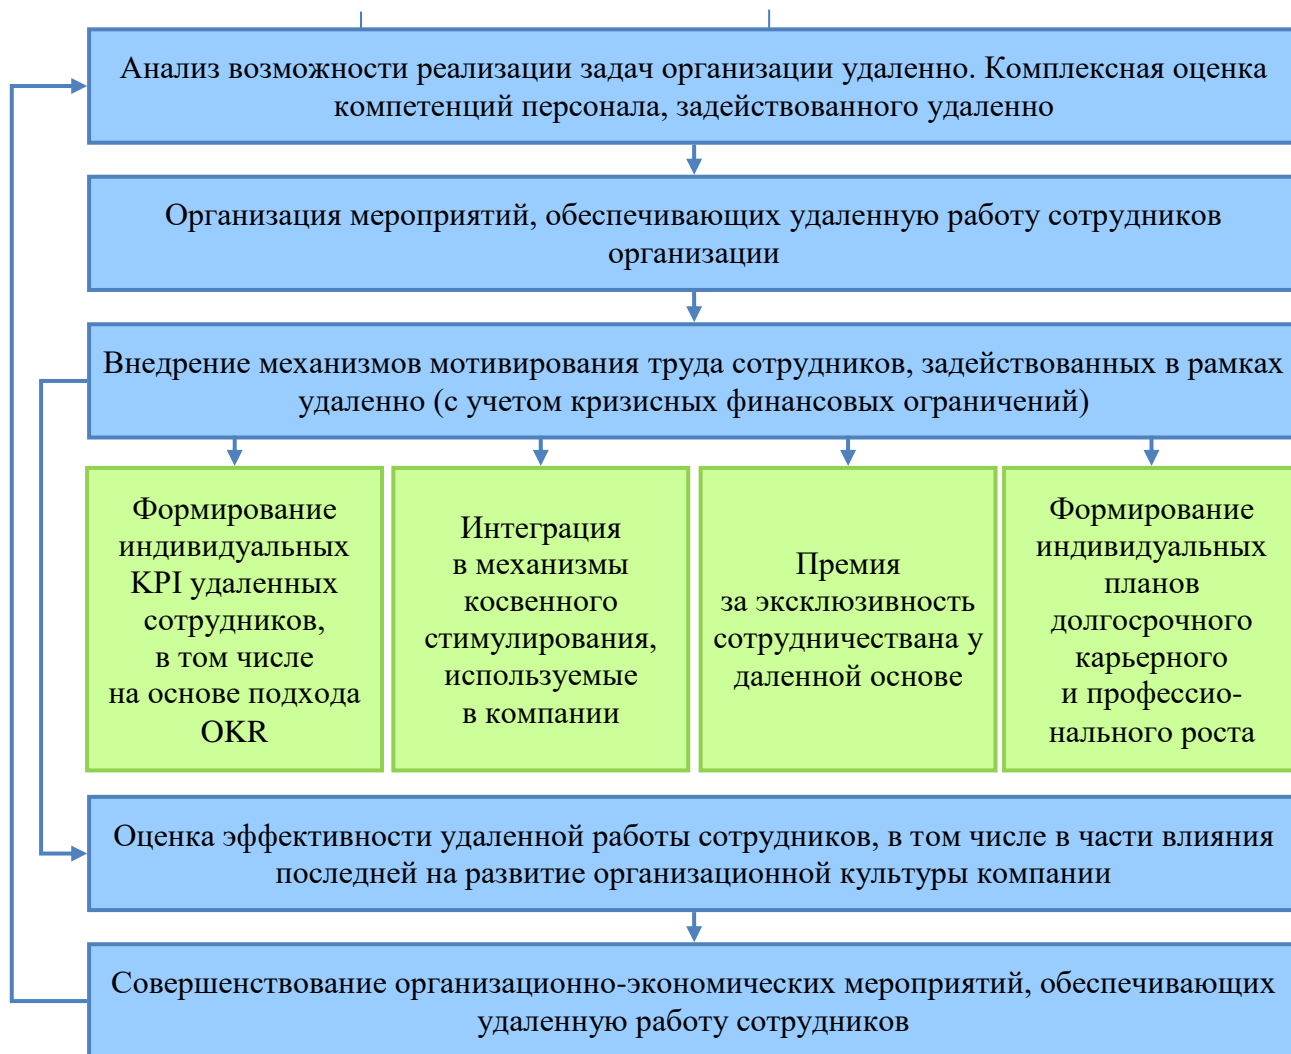 Анализ возможности реализации задач организации удаленно. Комплексная оценка
компетенций персонала, задействованного удаленно
Организация мероприятий, обеспечивающих удаленную работу сотрудников
организации
Внедрение механизмов мотивирования труда сотрудников, задействованных в рамках
удаленно (с учетом кризисных финансовых ограничений)
Формирование
индивидуальных
KPI удаленных
сотрудников,
в том числе
на основе подхода
OKR
Интеграция
в механизмы
косвенного
стимулирования,
используемые
в компании
Премия
за эксклюзивность
сотрудничествана у
даленной основе
Формирование
индивидуальных
планов
долгосрочного
карьерного
и профессио-
нального роста
Оценка эффективности удаленной работы сотрудников, в том числе в части влияния
последней на развитие организационной культуры компании
Совершенствование организационно-экономических мероприятий, обеспечивающих
удаленную работу сотрудников